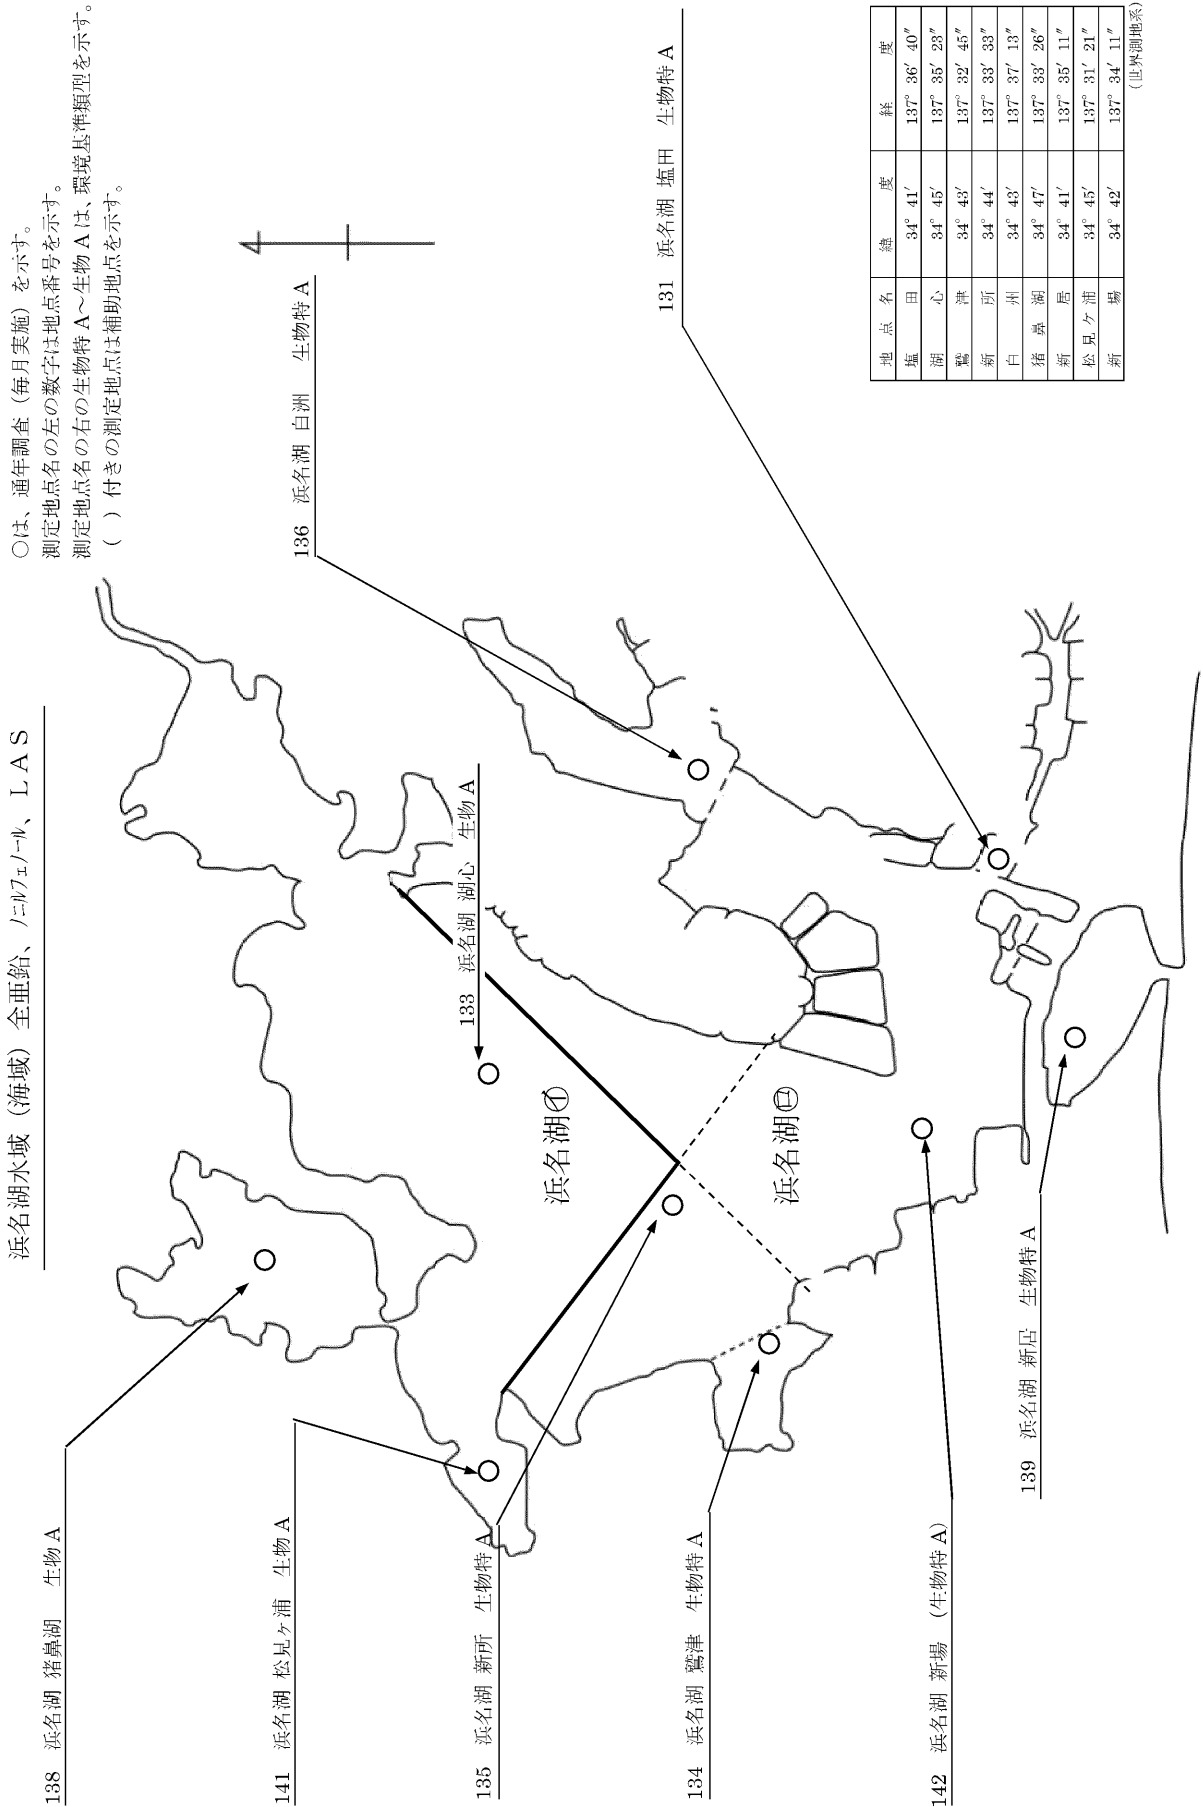 浜名湖水域（海域）全亜鉛、ﾉﾆﾙﾌｪﾉｰﾙ、ＬＡＳ
○は、通年調査（毎月実施）を示す。
測定地点名の左の数字は地点番号を示す。
測定地点名の右の生物特A～生物Aは、環境基準類型を示す。
（　）付きの測定地点は補助地点を示す。
138 浜名湖 猪鼻湖 生物A
141 浜名湖 松見ヶ浦 生物A
135 浜名湖 新所 生物特A
134 浜名湖 鷲津 生物特A
142 浜名湖 新場 （生物特A）
139 浜名湖 新居 生物特A
133 浜名湖 湖心 生物A
136 浜名湖 白洲 生物特A
131 浜名湖 塩田 生物特A
浜名湖㋑
浜名湖㋺
地点名 緯度 経度
塩田 34° 41′ 137° 36′ 40″
湖心 34° 45′ 137° 35′ 23″
鷲津 34° 43′ 137° 32′ 45″
新所 34° 44′ 137° 33′ 33″
白州 34° 43′ 137° 37′ 13″
猪鼻湖 34° 47′ 137° 33′ 26″
新居 34° 41′ 137° 35′ 11″
松見ケ浦 34° 45′ 137° 31′ 21″
新場 34° 42′ 137° 34′ 11″
（世界測地系）